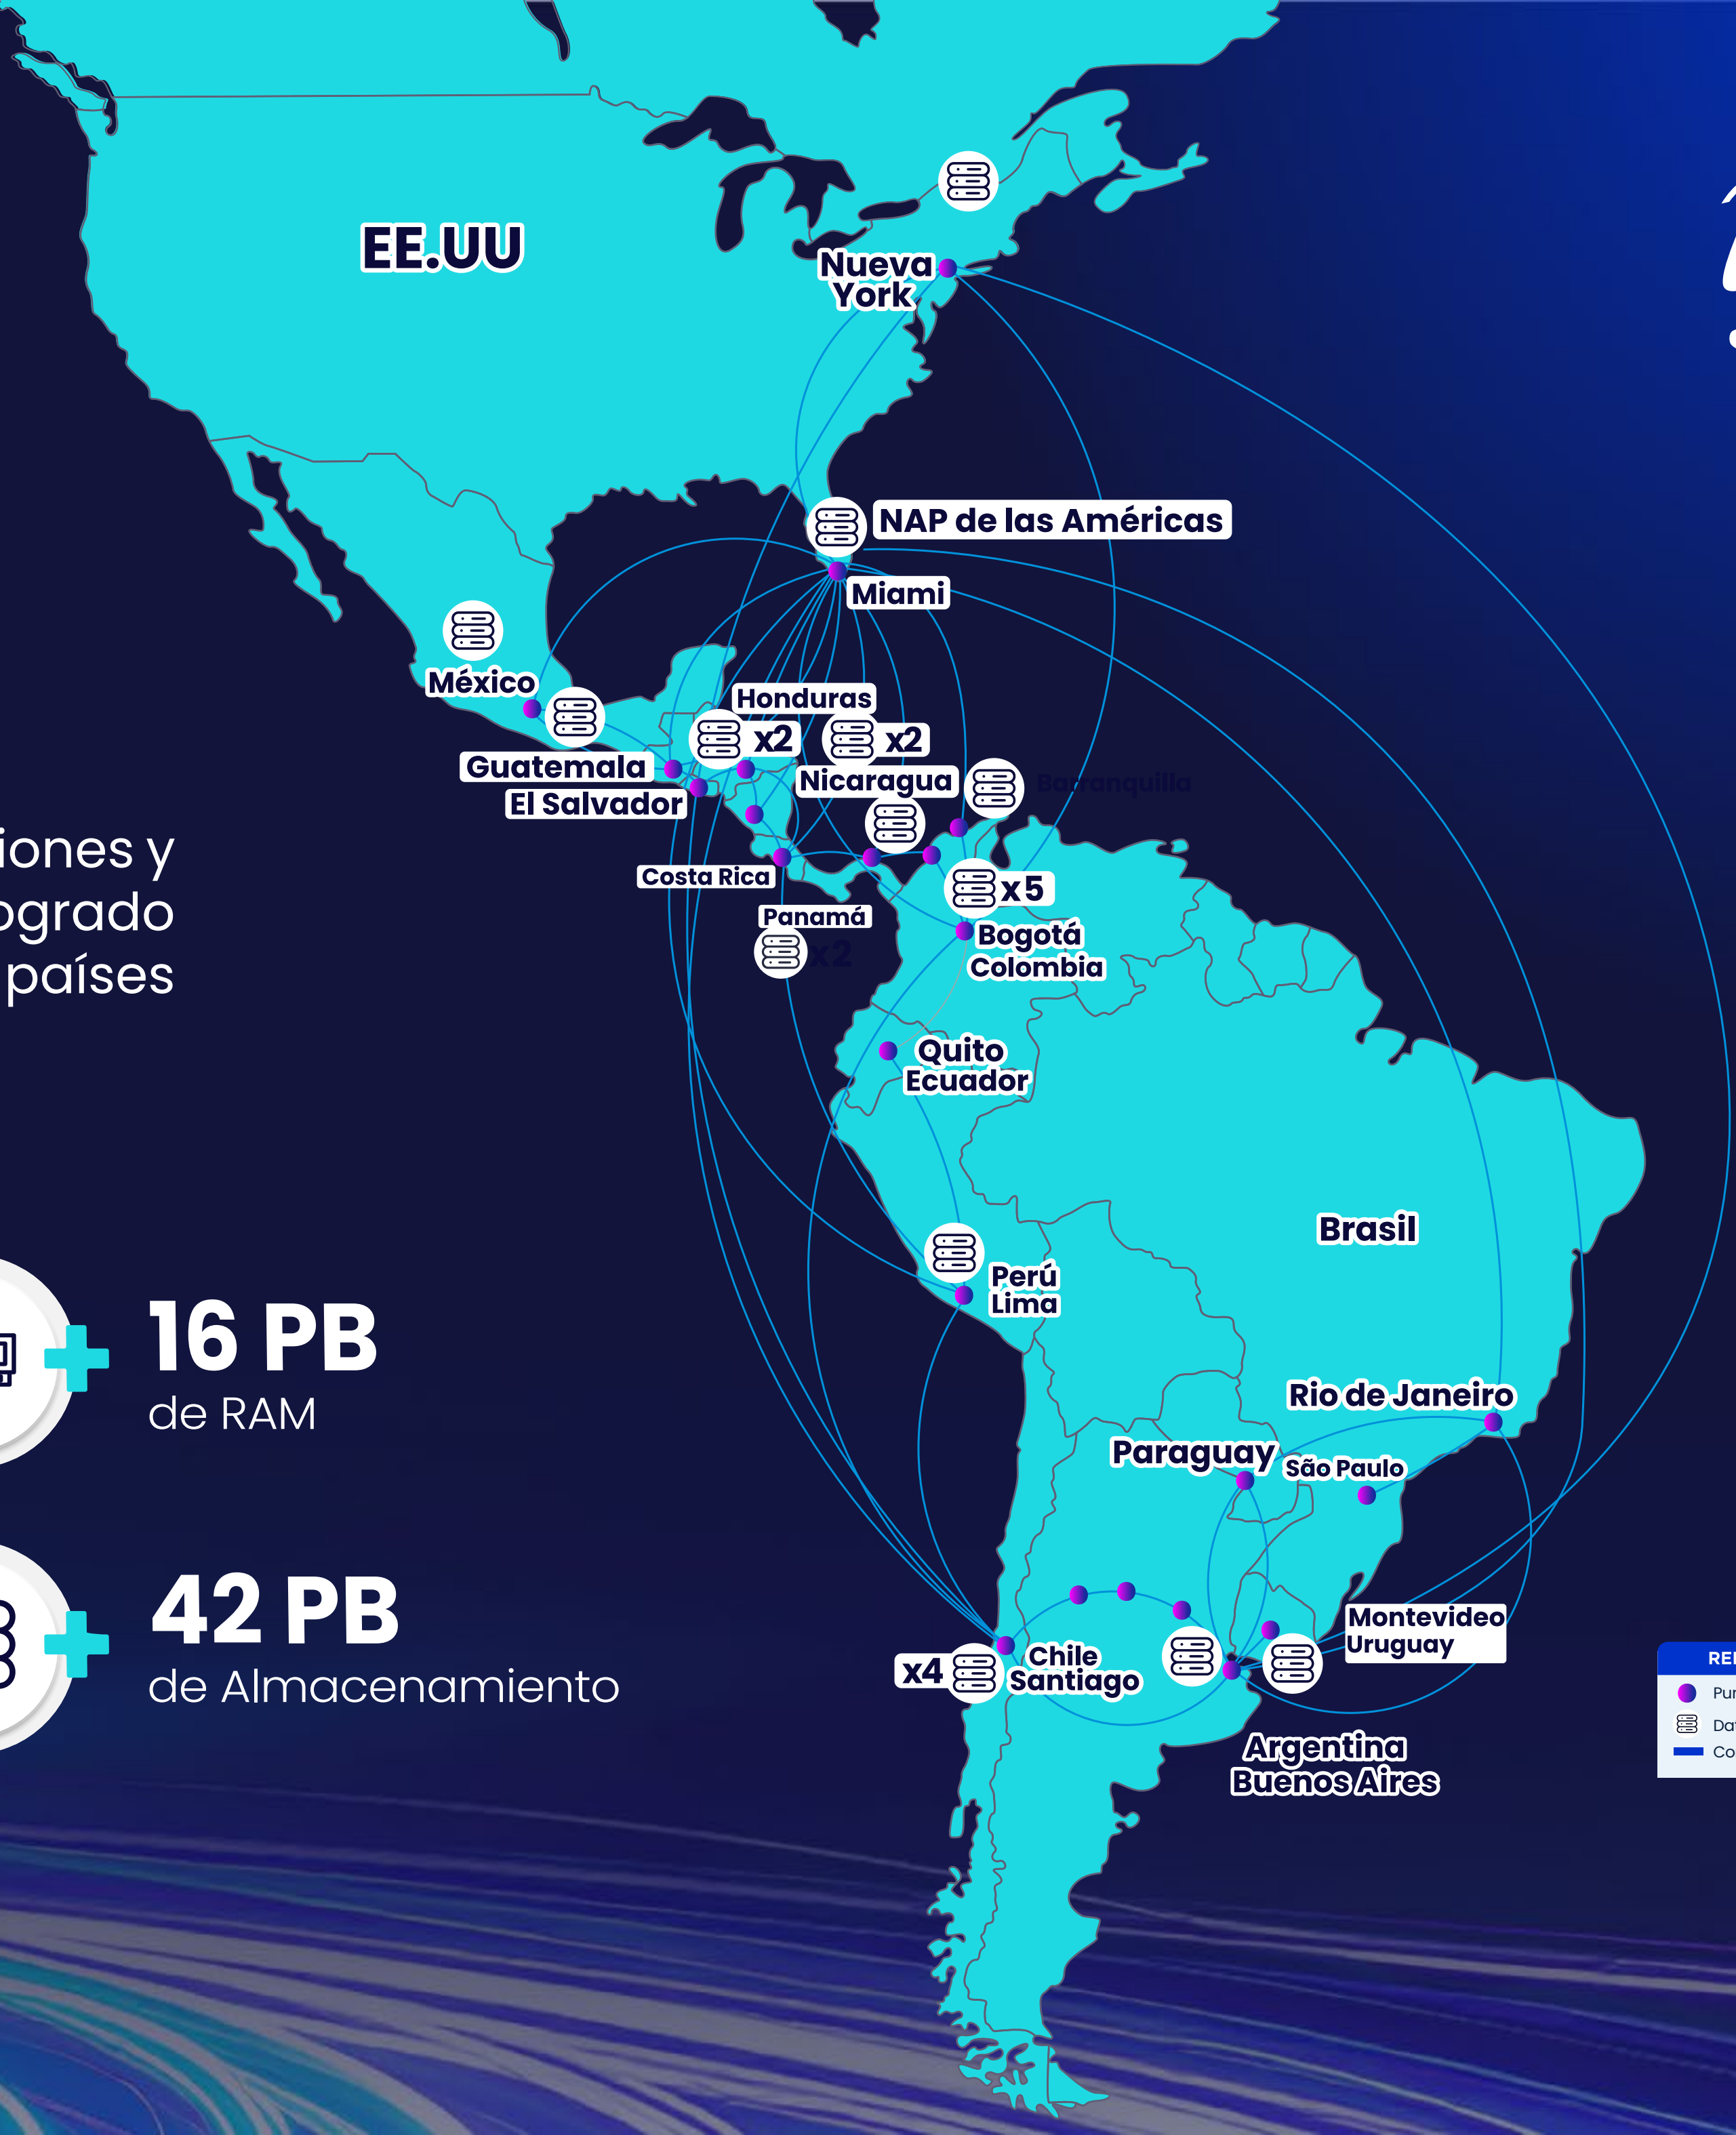 EE.UU
Nueva
York
NAP de las Américas
Miami
México
Honduras
x2
x2
Guatemala
Nicaragua
El Salvador
Barranquilla
Costa Rica
x5
Panamá
x2
Bogotá
Colombia
Quito
Ecuador
países
Brasil
Perú
Lima
16 PB
de RAM
Rio de Janeiro
Paraguay
São Paulo
42 PB
de Almacenamiento
Montevideo
Uruguay
x4
Chile
Santiago
Argentina
Buenos Aires